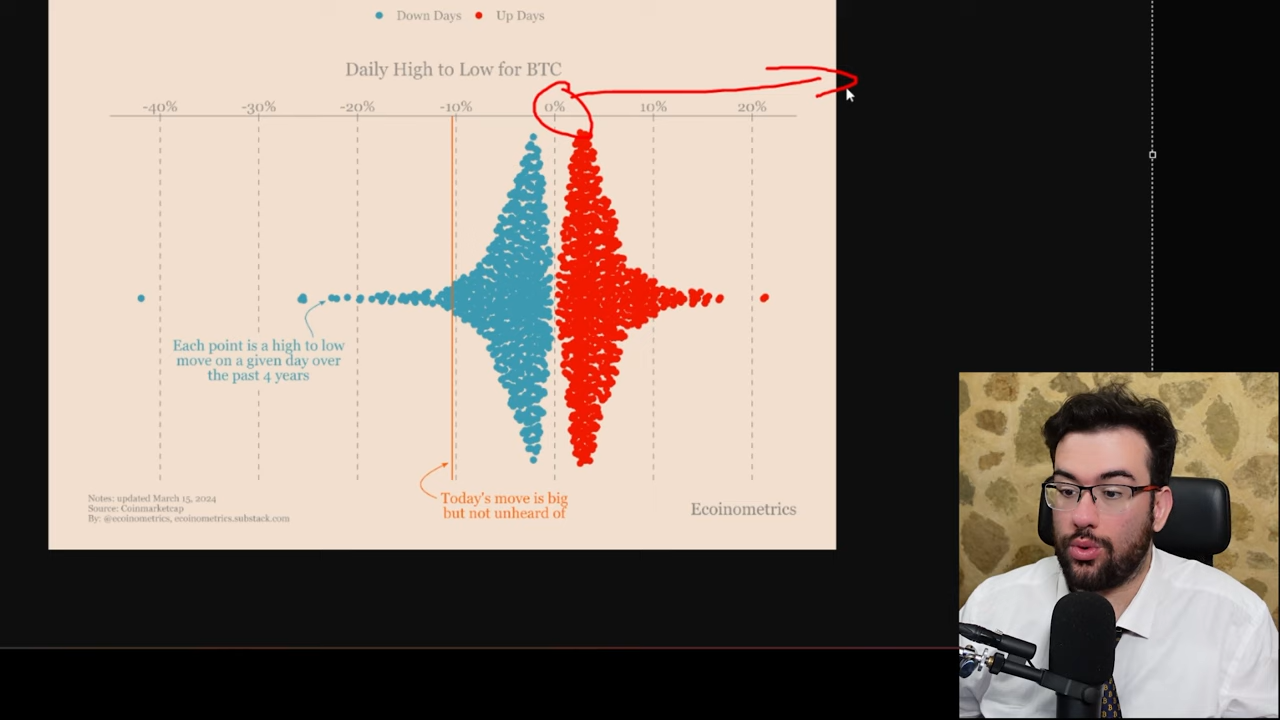 Down Days Up Days
Daily High to Low for BTC
-40% -30% -20% -10% 0% 10% 20%
Each point is a high to low
move on a given day over
the past 4 years
Today's move is big
but not unheard of
Notes: updated March 15, 2024
Source: Coinmarketcap
By: @ecoinometrics, ecoinometrics.substack.com
Ecoinometrics